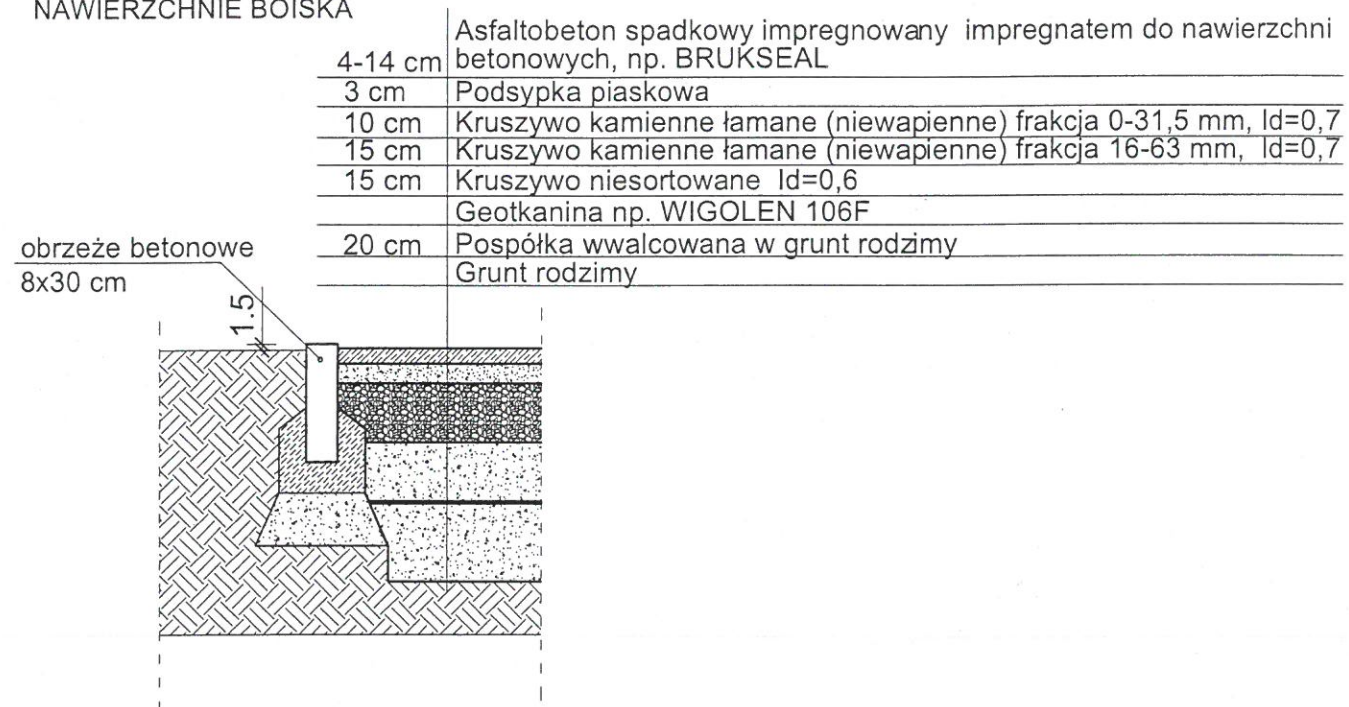 NAWIERZCHNIE BOISKA
Asfaltobeton spadkowy impregnowany impregnatem do nawierzchni
4-14 cm betonowych, np. BRUKSEAL
3 cm Podsypka piaskowa
10 cm Kruszywo kamienne łamane (niewapienne) frakcja 0-31,5 mm, Id=0,7
15 cm Kruszywo kamienne łamane (niewapienne) frakcja 16-63 mm, Id=0,7
15 cm Kruszywo niesortowane Id=0,6
Geotkanina np. WIGOLEN 106F
20 cm Pospółka wwalcowana w grunt rodzimy
Grunt rodzimy
obrzeże betonowe
8x30 cm
1.5